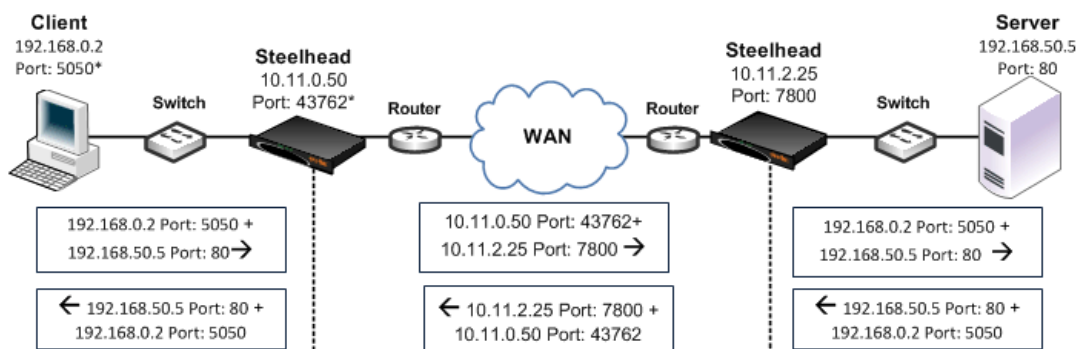 Client
192.168.0.2
Port: 5050*
Switch
Steelhead
10.11.0.50
Port: 43762*
Router
WAN
Router
Steelhead
10.11.2.25
Port: 7800
Switch
Server
192.168.50.5
Port: 80
192.168.0.2 Port: 5050 +
192.168.50.5 Port: 80→
10.11.0.50 Port: 43762+
10.11.2.25 Port: 7800 →
192.168.0.2 Port: 5050 +
192.168.50.5 Port: 80 →
← 192.168.50.5 Port: 80 +
192.168.0.2 Port: 5050
← 10.11.2.25 Port: 7800 +
10.11.0.50 Port: 43762
← 192.168.50.5 Port: 80 +
192.168.0.2 Port: 5050